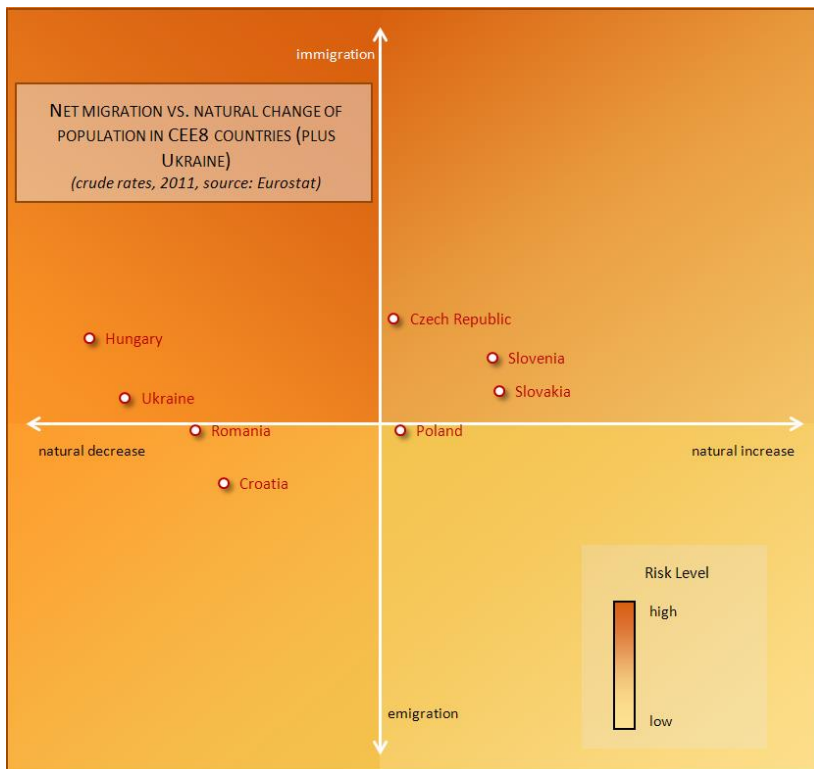 immigration
NET MIGRATION VS. NATURAL CHANGE OF
POPULATION IN CEE8 COUNTRIES (PLUS
UKRAINE)
(crude rates, 2011, source: Eurostat)
Czech Republic
Hungary
Slovenia
Slovakia
Ukraine
Romania
Poland
natural decrease
natural increase
Croatia
Risk Level
high
low
emigration